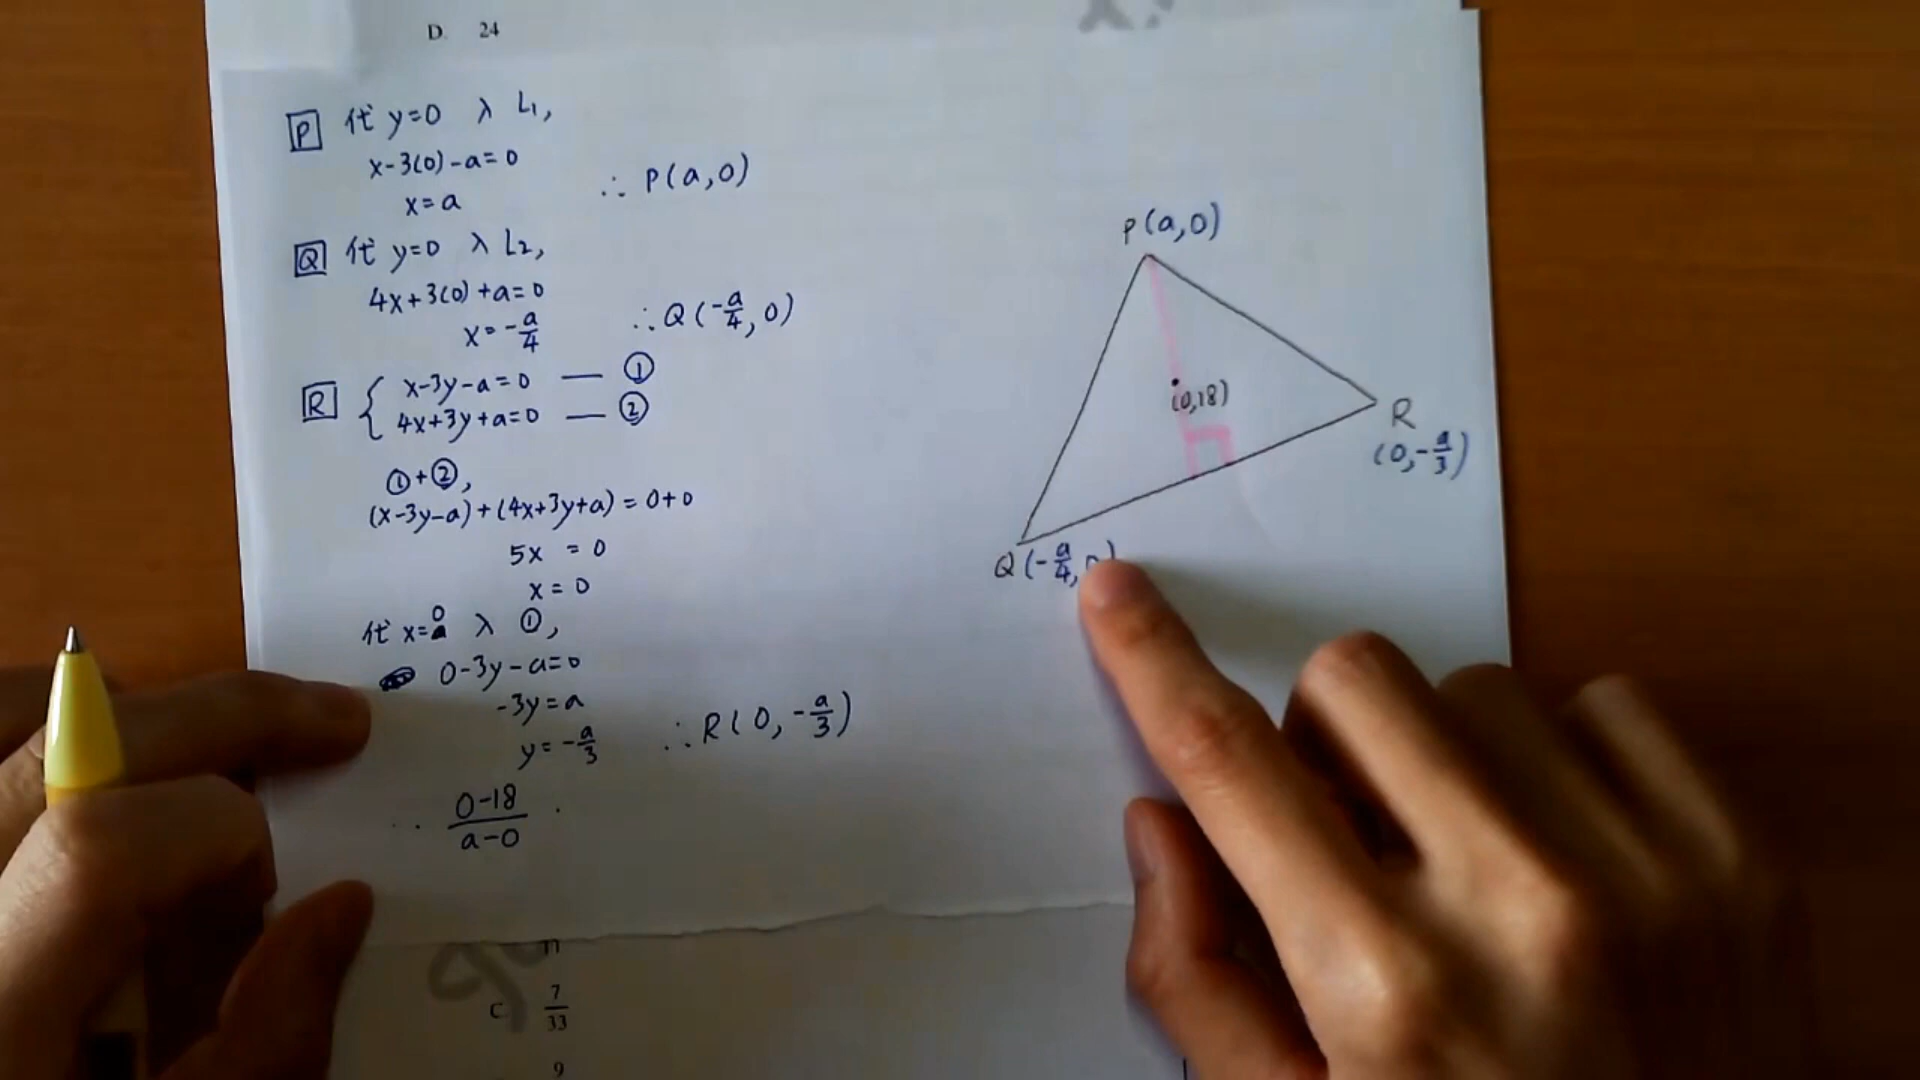 D. 24
P 代 y=0 入 L₁,
x-3(0)-a=0
x=a ∴ P(a,0)
Q 代 y=0 入 L₂,
4x+3(0)+a=0
x=-a/4 ∴ Q(-a/4, 0)
R { x-3y-a=0 — ①
4x+3y+a=0 — ②
①+②,
(x-3y-a)+(4x+3y+a)=0+0
5x = 0
x = 0
代 x=0 入 ①,
0-3y-a=0
-3y=a
y=-a/3 ∴ R(0, -a/3)
(0-18)/(a-0)
P(a,0)
(0,18)
R
(0,-a/3)
Q(-a/4,
C. 7/33
9